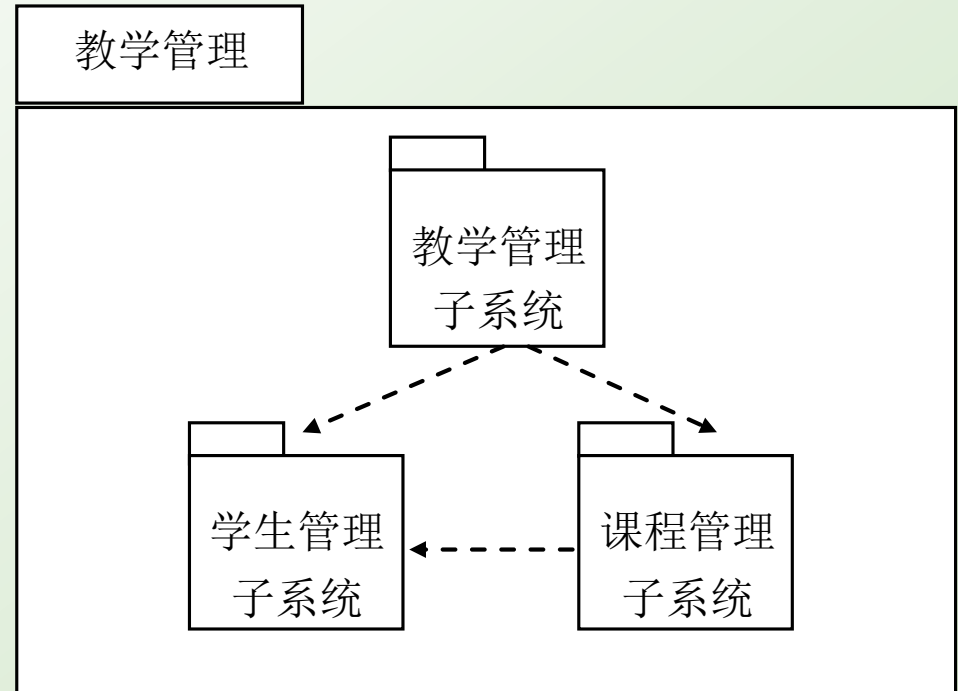 教学管理
教学管理
子系统
学生管理
子系统
课程管理
子系统